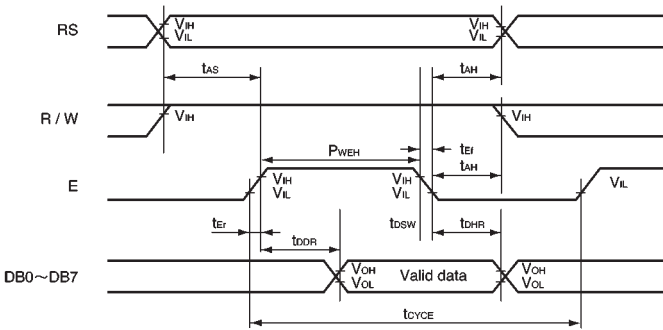 RS VIH VIL VIH VIL
tAS tAH
R / W VIH VIH
PWEH tEf
tAH
E VIH VIL VIH VIL VIL
tEr tDDR tDSW tDHR
DB0～DB7 VOH VOL Valid data VOH VOL
tCYCE